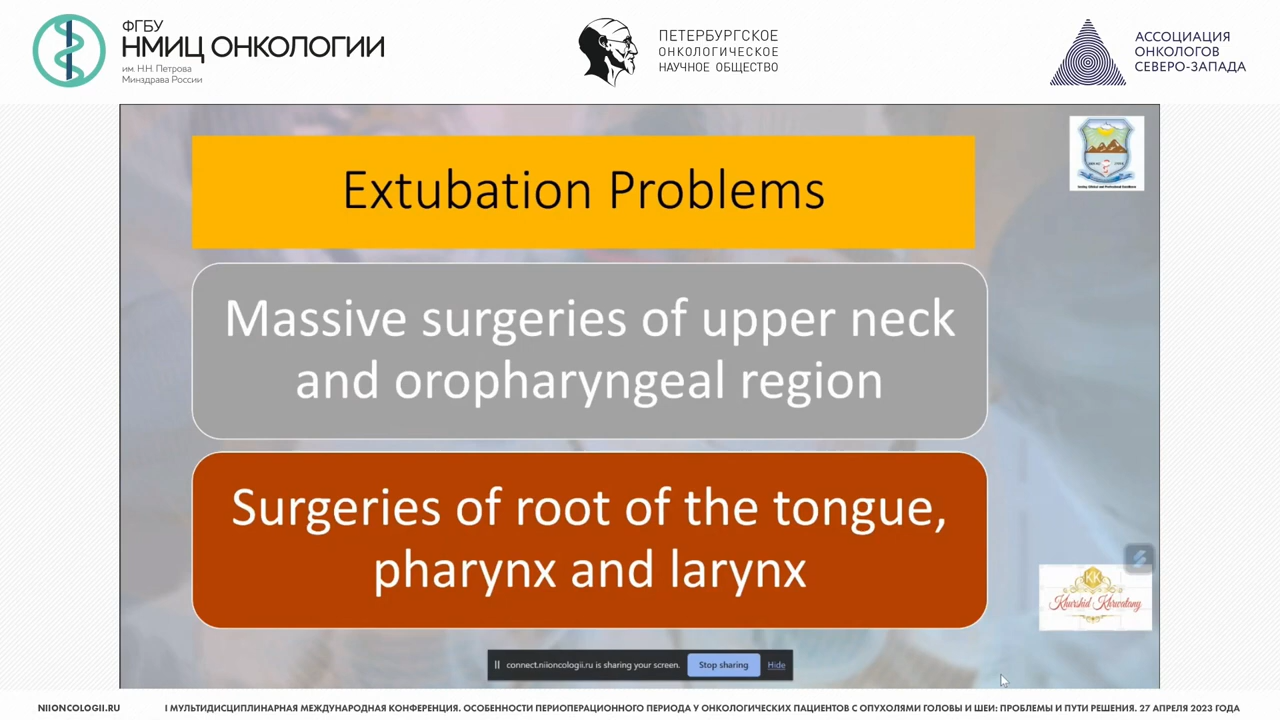 ФГБУ
НМИЦ ОНКОЛОГИИ
им. Н.Н. Петрова
Минздрава России
ПЕТЕРБУРГСКОЕ
ОНКОЛОГИЧЕСКОЕ
НАУЧНОЕ ОБЩЕСТВО
АССОЦИАЦИЯ
ОНКОЛОГОВ
СЕВЕРО-ЗАПАДА
Extubation Problems
Massive surgeries of upper neck
and oropharyngeal region
Surgeries of root of the tongue,
pharynx and larynx
KK
Khurshid Khrwatany
connect.niioncologii.ru is sharing your screen.
Stop sharing
Hide
NIIONCOLOGII.RU
I МУЛЬТИДИСЦИПЛИНАРНАЯ МЕЖДУНАРОДНАЯ КОНФЕРЕНЦИЯ. ОСОБЕННОСТИ ПЕРИОПЕРАЦИОННОГО ПЕРИОДА У ОНКОЛОГИЧЕСКИХ ПАЦИЕНТОВ С ОПУХОЛЯМИ ГОЛОВЫ И ШЕИ: ПРОБЛЕМЫ И ПУТИ РЕШЕНИЯ. 27 АПРЕЛЯ 2023 ГОДА